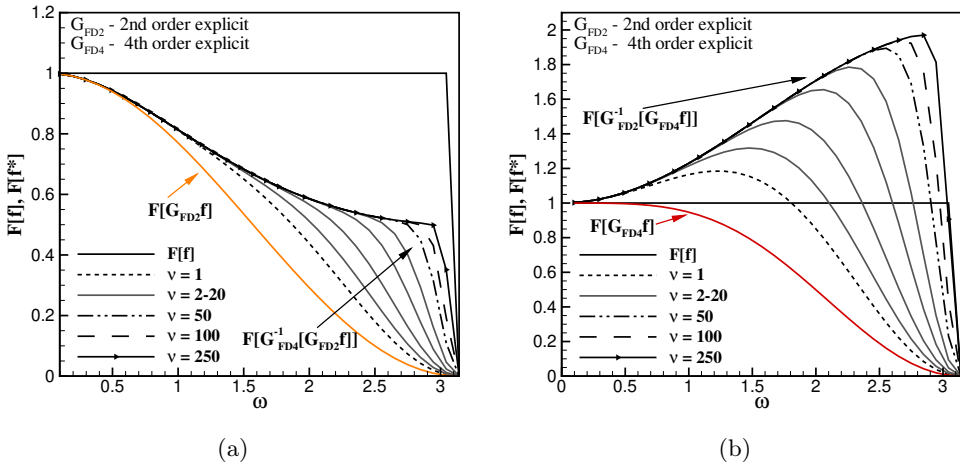 G_FD2 - 2nd order explicit
G_FD4 - 4th order explicit
F[f], F[f*]
1
0.8
0.6
0.4
0.2
0
F[G_FD2f]
F[G^-1_FD4[G_FD2f]]
F[f]
ν = 1
ν = 2-20
ν = 50
ν = 100
ν = 250
0.5 1 1.5 2 2.5 3
ω
(a)
G_FD2 - 2nd order explicit
G_FD4 - 4th order explicit
F[f], F[f*]
2
1.8
1.6
1.4
1.2
1
0.8
0.6
0.4
0.2
0
F[G^-1_FD2[G_FD4f]]
F[G_FD4f]
F[f]
ν = 1
ν = 2-20
ν = 50
ν = 100
ν = 250
0 0.5 1 1.5 2 2.5 3
ω
(b)